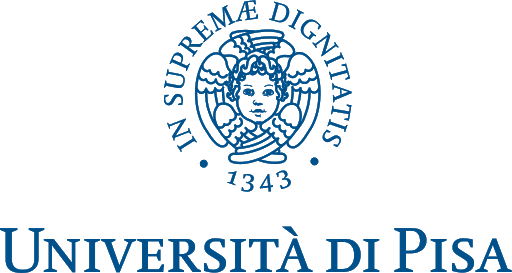 IN SUPREMÆ DIGNITATIS
· 1343 ·
UNIVERSITÀ DI PISA